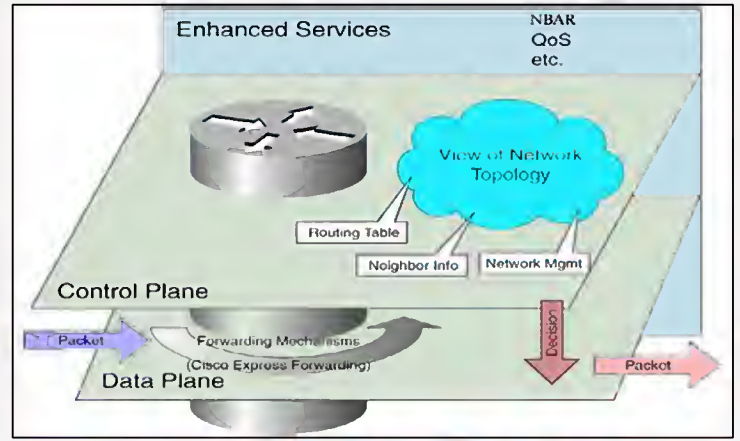 Enhanced Services
NBAR
QoS
etc.
View of Network
Topology
Routing Table
Neighbor Info
Network Mgmt
Control Plane
Decision
Packet
Forwarding Mechanisms
(Cisco Express Forwarding)
Packet
Data Plane